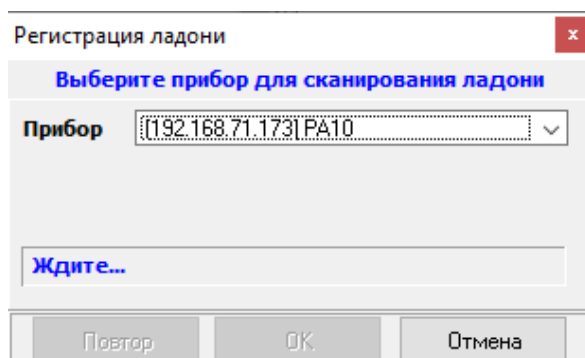 Регистрация ладони
x
Выберите прибор для сканирования ладони
Прибор [192.168.71.173] PA10
Ждите...
Повтор OK Отмена